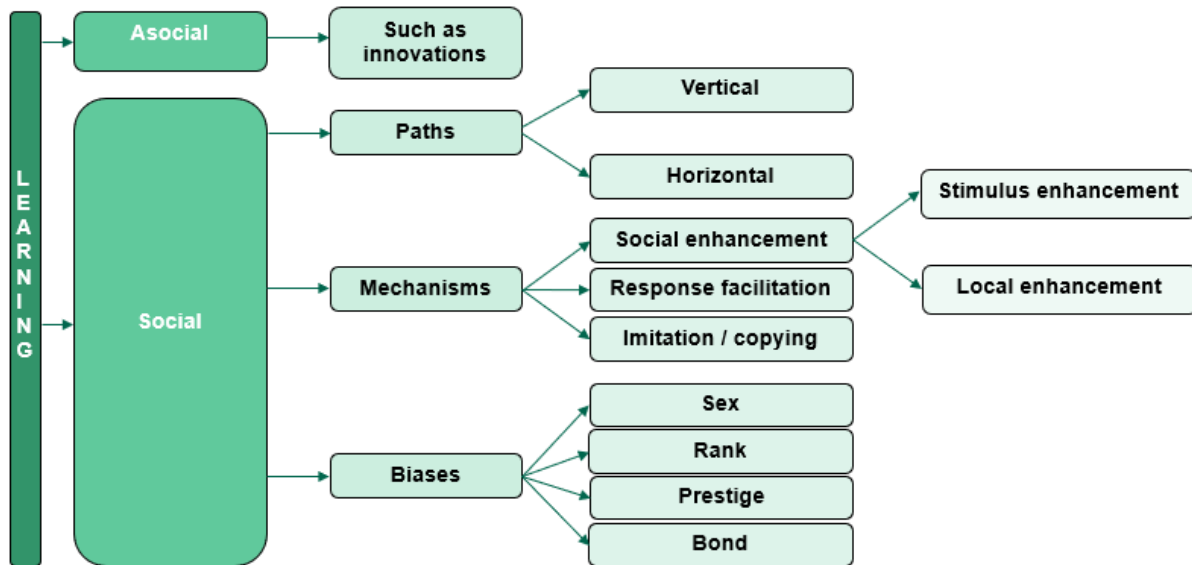 LEARNING
Asocial
Such as
innovations
Social
Paths
Vertical
Horizontal
Mechanisms
Social enhancement
Stimulus enhancement
Local enhancement
Response facilitation
Imitation / copying
Biases
Sex
Rank
Prestige
Bond